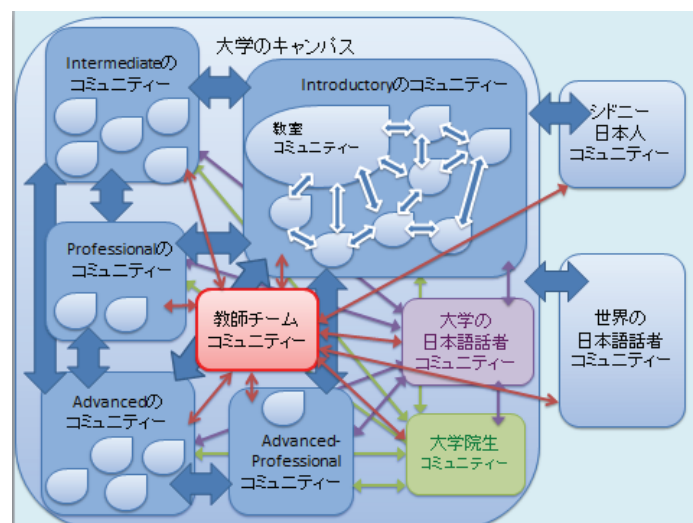 大学のキャンパス
Intermediateの
コミュニティー
Introductoryのコミュニティー
教室
コミュニティー
シドニー
日本人
コミュニティー
Professionalの
コミュニティー
教師チーム
コミュニティー
大学の
日本語話者
コミュニティー
世界の
日本語話者
コミュニティー
Advancedの
コミュニティー
Advanced-
Professional
コミュニティー
大学院生
コミュニティー